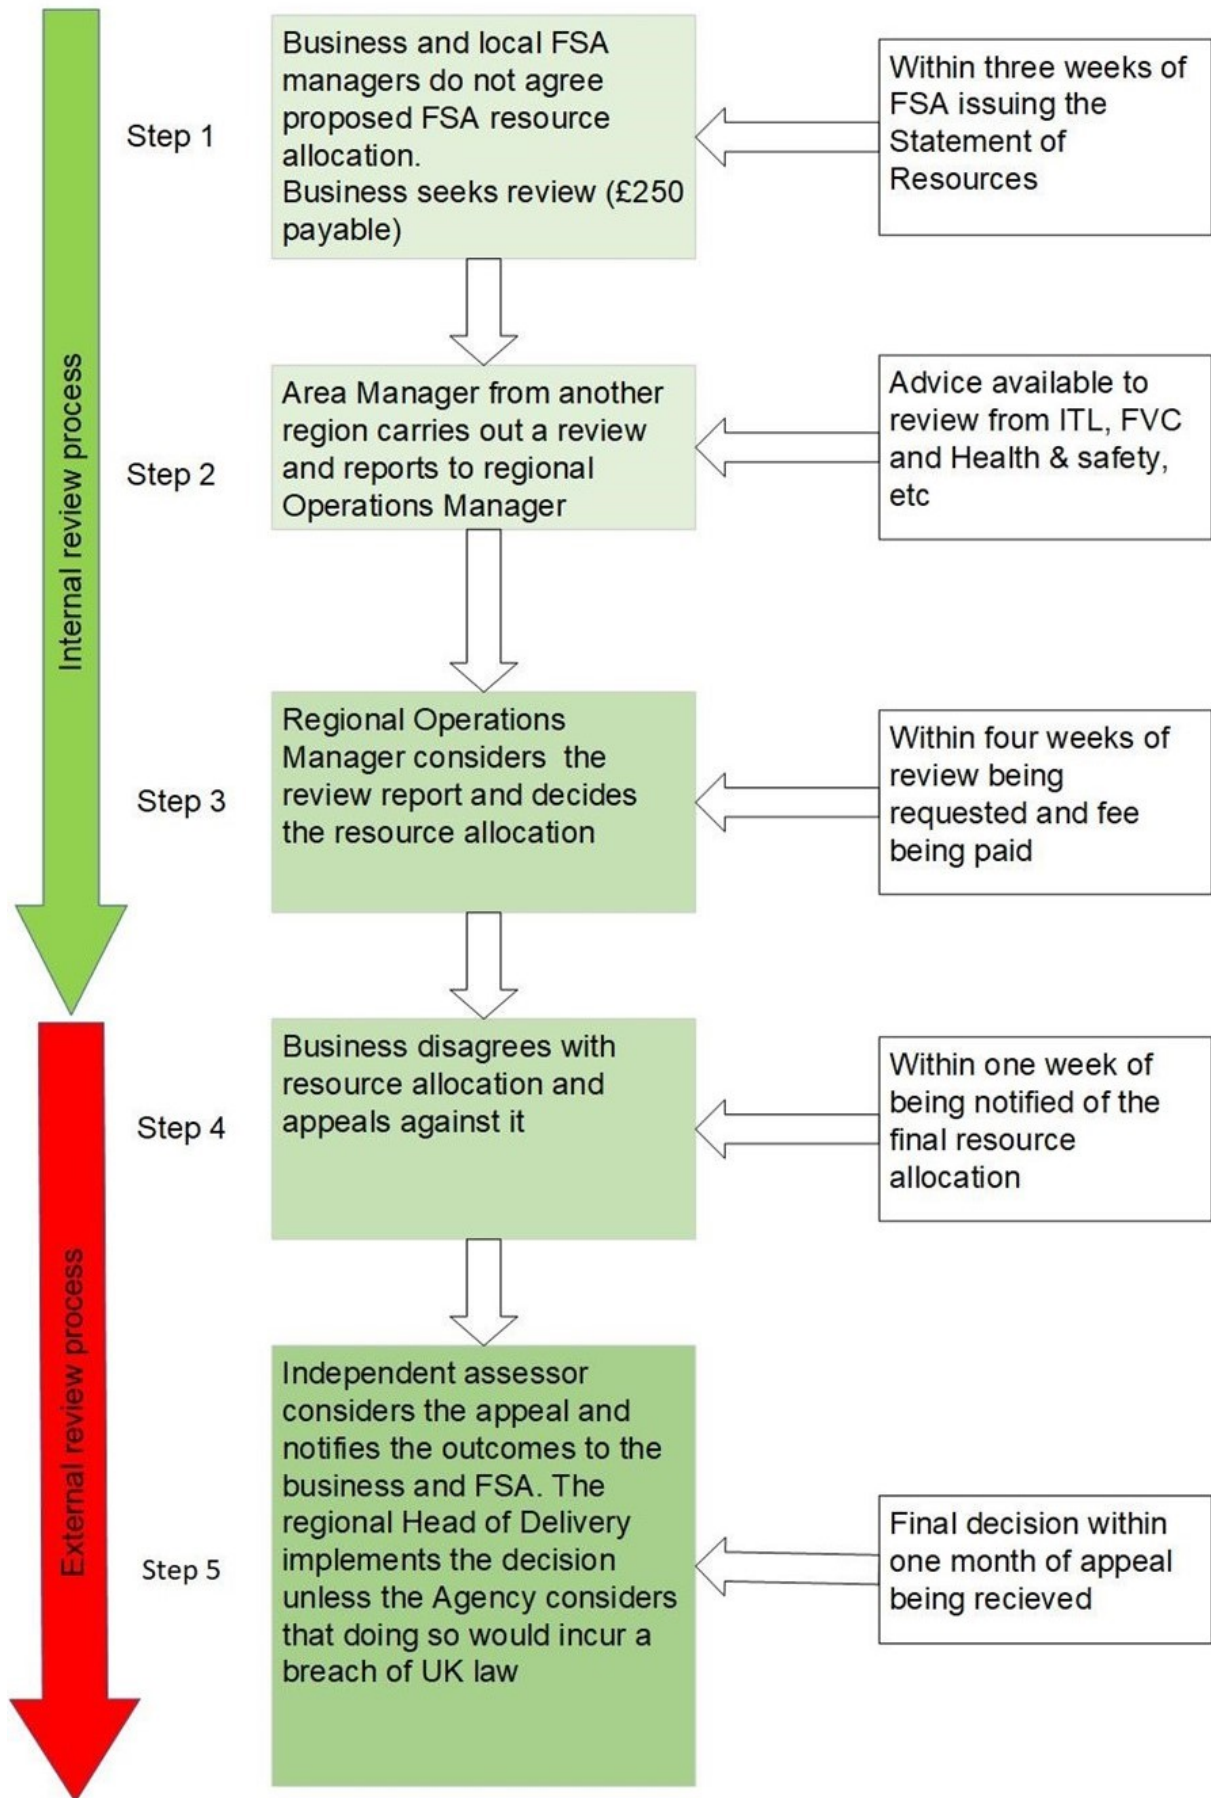 Internal review process
Step 1
Business and local FSA
managers do not agree
proposed FSA resource
allocation.
Business seeks review (£250
payable)
Within three weeks of
FSA issuing the
Statement of
Resources
Step 2
Area Manager from another
region carries out a review
and reports to regional
Operations Manager
Advice available to
review from ITL, FVC
and Health & safety,
etc
Step 3
Regional Operations
Manager considers  the
review report and decides
the resource allocation
Within four weeks of
review being
requested and fee
being paid
External review process
Step 4
Business disagrees with
resource allocation and
appeals against it
Within one week of
being notified of the
final resource
allocation
Step 5
Independent assessor
considers the appeal and
notifies the outcomes to the
business and FSA. The
regional Head of Delivery
implements the decision
unless the Agency considers
that doing so would incur a
breach of UK law
Final decision within
one month of appeal
being recieved